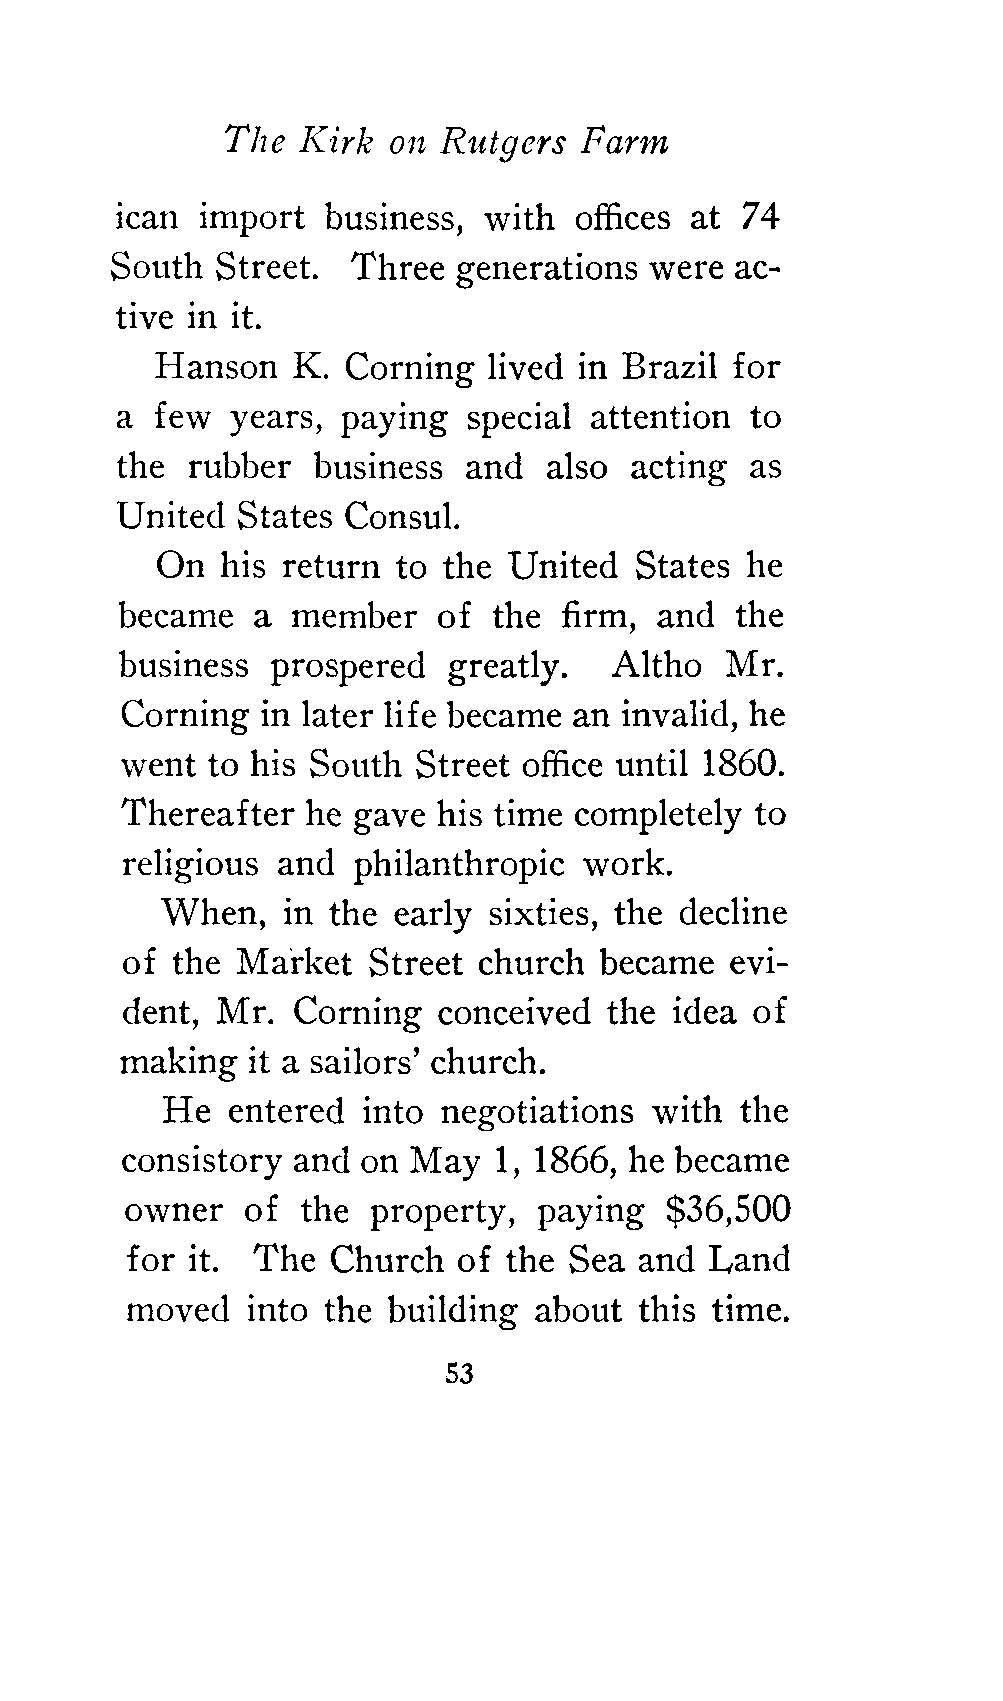 The Kirk on Rutgers Farm
ican import business, with offices at 74
South Street. Three generations were ac-
tive in it.
Hanson K. Corning lived in Brazil for
a few years, paying special attention to
the rubber business and also acting as
United States Consul.
On his return to the United States he
became a member of the firm, and the
business prospered greatly. Altho Mr.
Corning in later life became an invalid, he
went to his South Street office until 1860.
Thereafter he gave his time completely to
religious and philanthropic work.
When, in the early sixties, the decline
of the Market Street church became evi-
dent, Mr. Corning conceived the idea of
making it a sailors' church.
He entered into negotiations with the
consistory and on May 1, 1866, he became
owner of the property, paying $36,500
for it. The Church of the Sea and Land
moved into the building about this time.
53